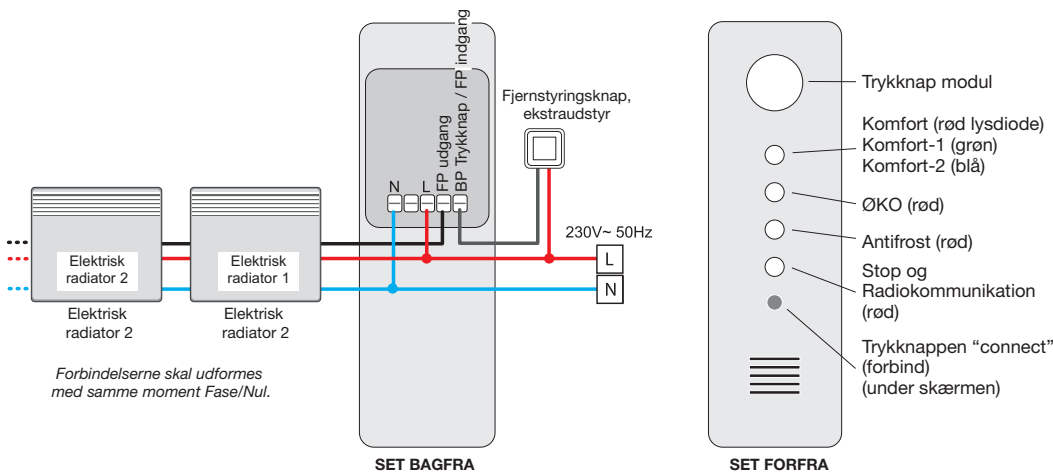 N
L
FP udgang
BP Trykknap / FP indgang
Fjernstyringsknap,
ekstraudstyr
230V~ 50Hz
L
N
Elektrisk
radiator 2
Elektrisk
radiator 1
Elektrisk
radiator 2
Elektrisk
radiator 2
Forbindelserne skal udformes
med samme moment Fase/Nul.
SET BAGFRA
Trykknap modul
Komfort (rød lysdiode)
Komfort-1 (grøn)
Komfort-2 (blå)
ØKO (rød)
Antifrost (rød)
Stop og
Radiokommunikation
(rød)
Trykknappen “connect”
(forbind)
(under skærmen)
SET FORFRA